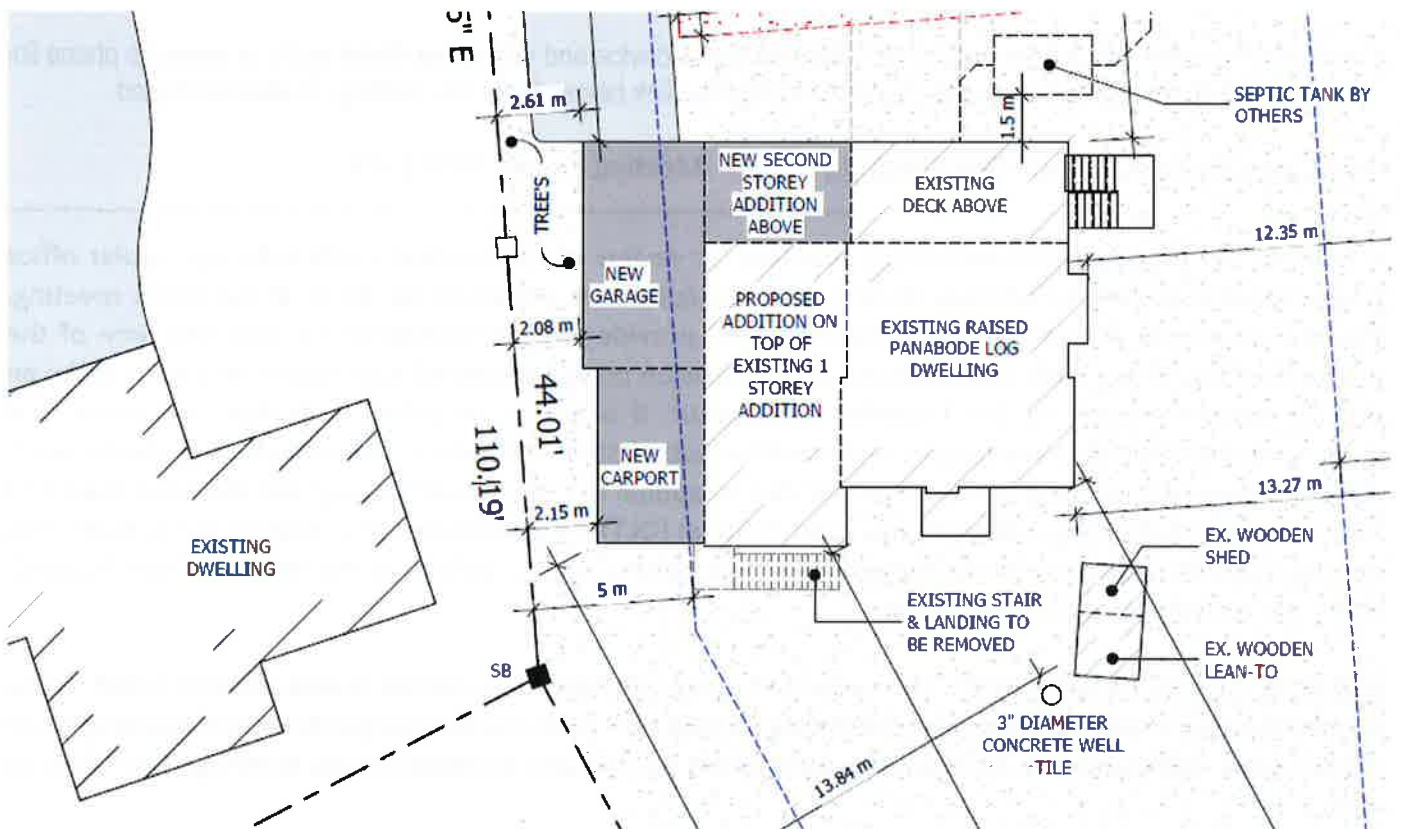 5" E
2.61 m
1.5 m
SEPTIC TANK BY
OTHERS
TREE'S
NEW SECOND
STOREY
ADDITION
ABOVE
EXISTING
DECK ABOVE
12.35 m
NEW
GARAGE
PROPOSED
ADDITION ON
TOP OF
EXISTING 1
STOREY
ADDITION
EXISTING RAISED
PANABODE LOG
DWELLING
2.08 m
44.01'
110.19'
NEW
CARPORT
2.15 m
13.27 m
EXISTING
DWELLING
EX. WOODEN
SHED
5 m
EXISTING STAIR
& LANDING TO
BE REMOVED
EX. WOODEN
LEAN-TO
SB
3" DIAMETER
CONCRETE WELL
TILE
13.84 m